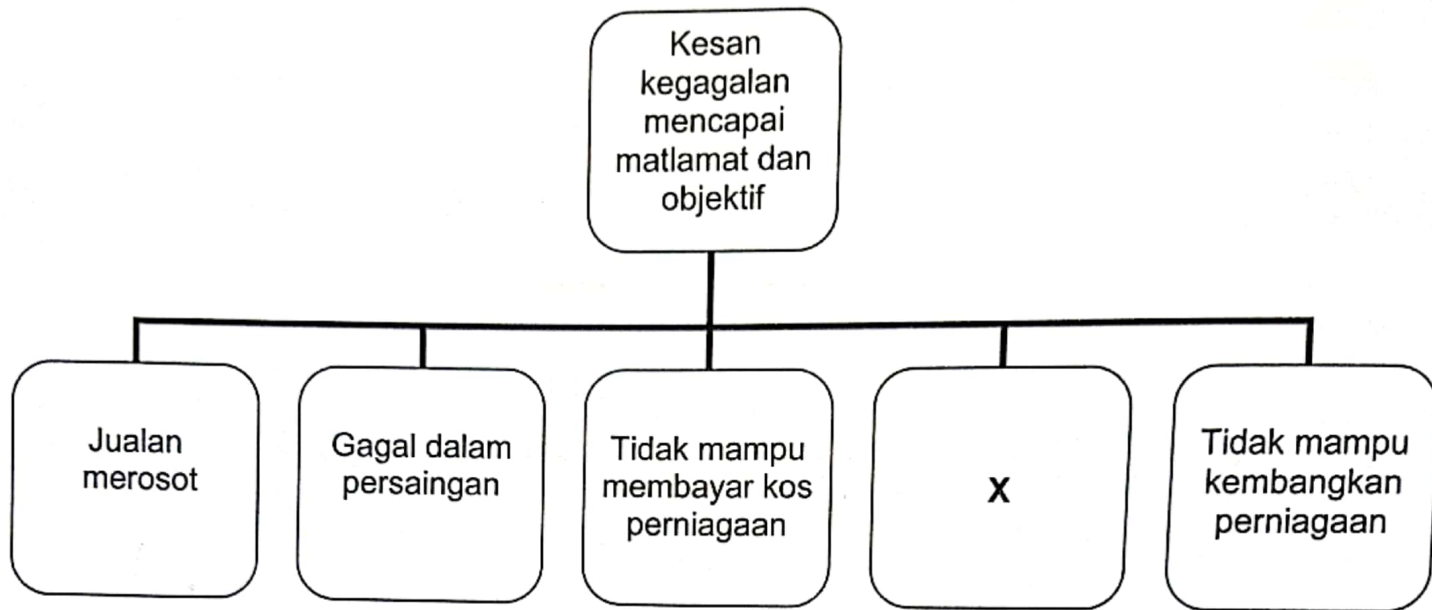 Kesan
kegagalan
mencapai
matlamat dan
objektif
Jualan
merosot
Gagal dalam
persaingan
Tidak mampu
membayar kos
perniagaan
X
Tidak mampu
kembangkan
perniagaan